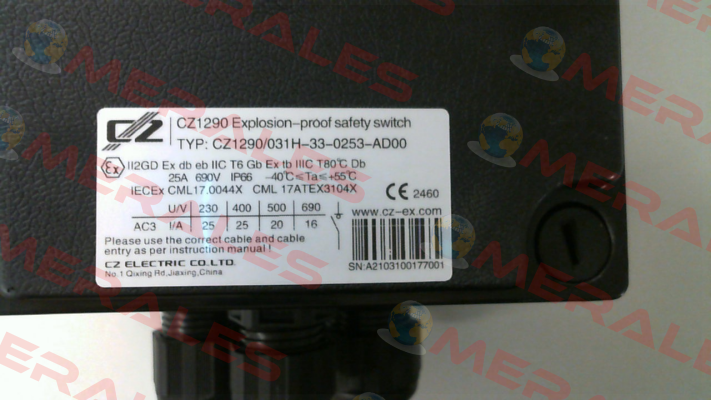 CZ CZ1290 Explosion-proof safety switch
TYP: CZ1290/031H-33-0253-AD00
Ex II2GD Ex db eb IIC T6 Gb Ex tb IIIC T80℃ Db
25A 690V IP66 -40℃≤Ta≤+55℃
IECEx CML17.0044X CML 17ATEX3104X CE 2460
U/V 230 400 500 690
AC3 I/A 25 25 20 16
www.cz-ex.com
Please use the correct cable and cable
entry as per instruction manual !
CZ ELECTRIC CO.LTD.
No.1 Qixing Rd,Jiaxing,China
SN:A2103100177001
MERALES
MERALES
MERALES
MERALES
MERALES